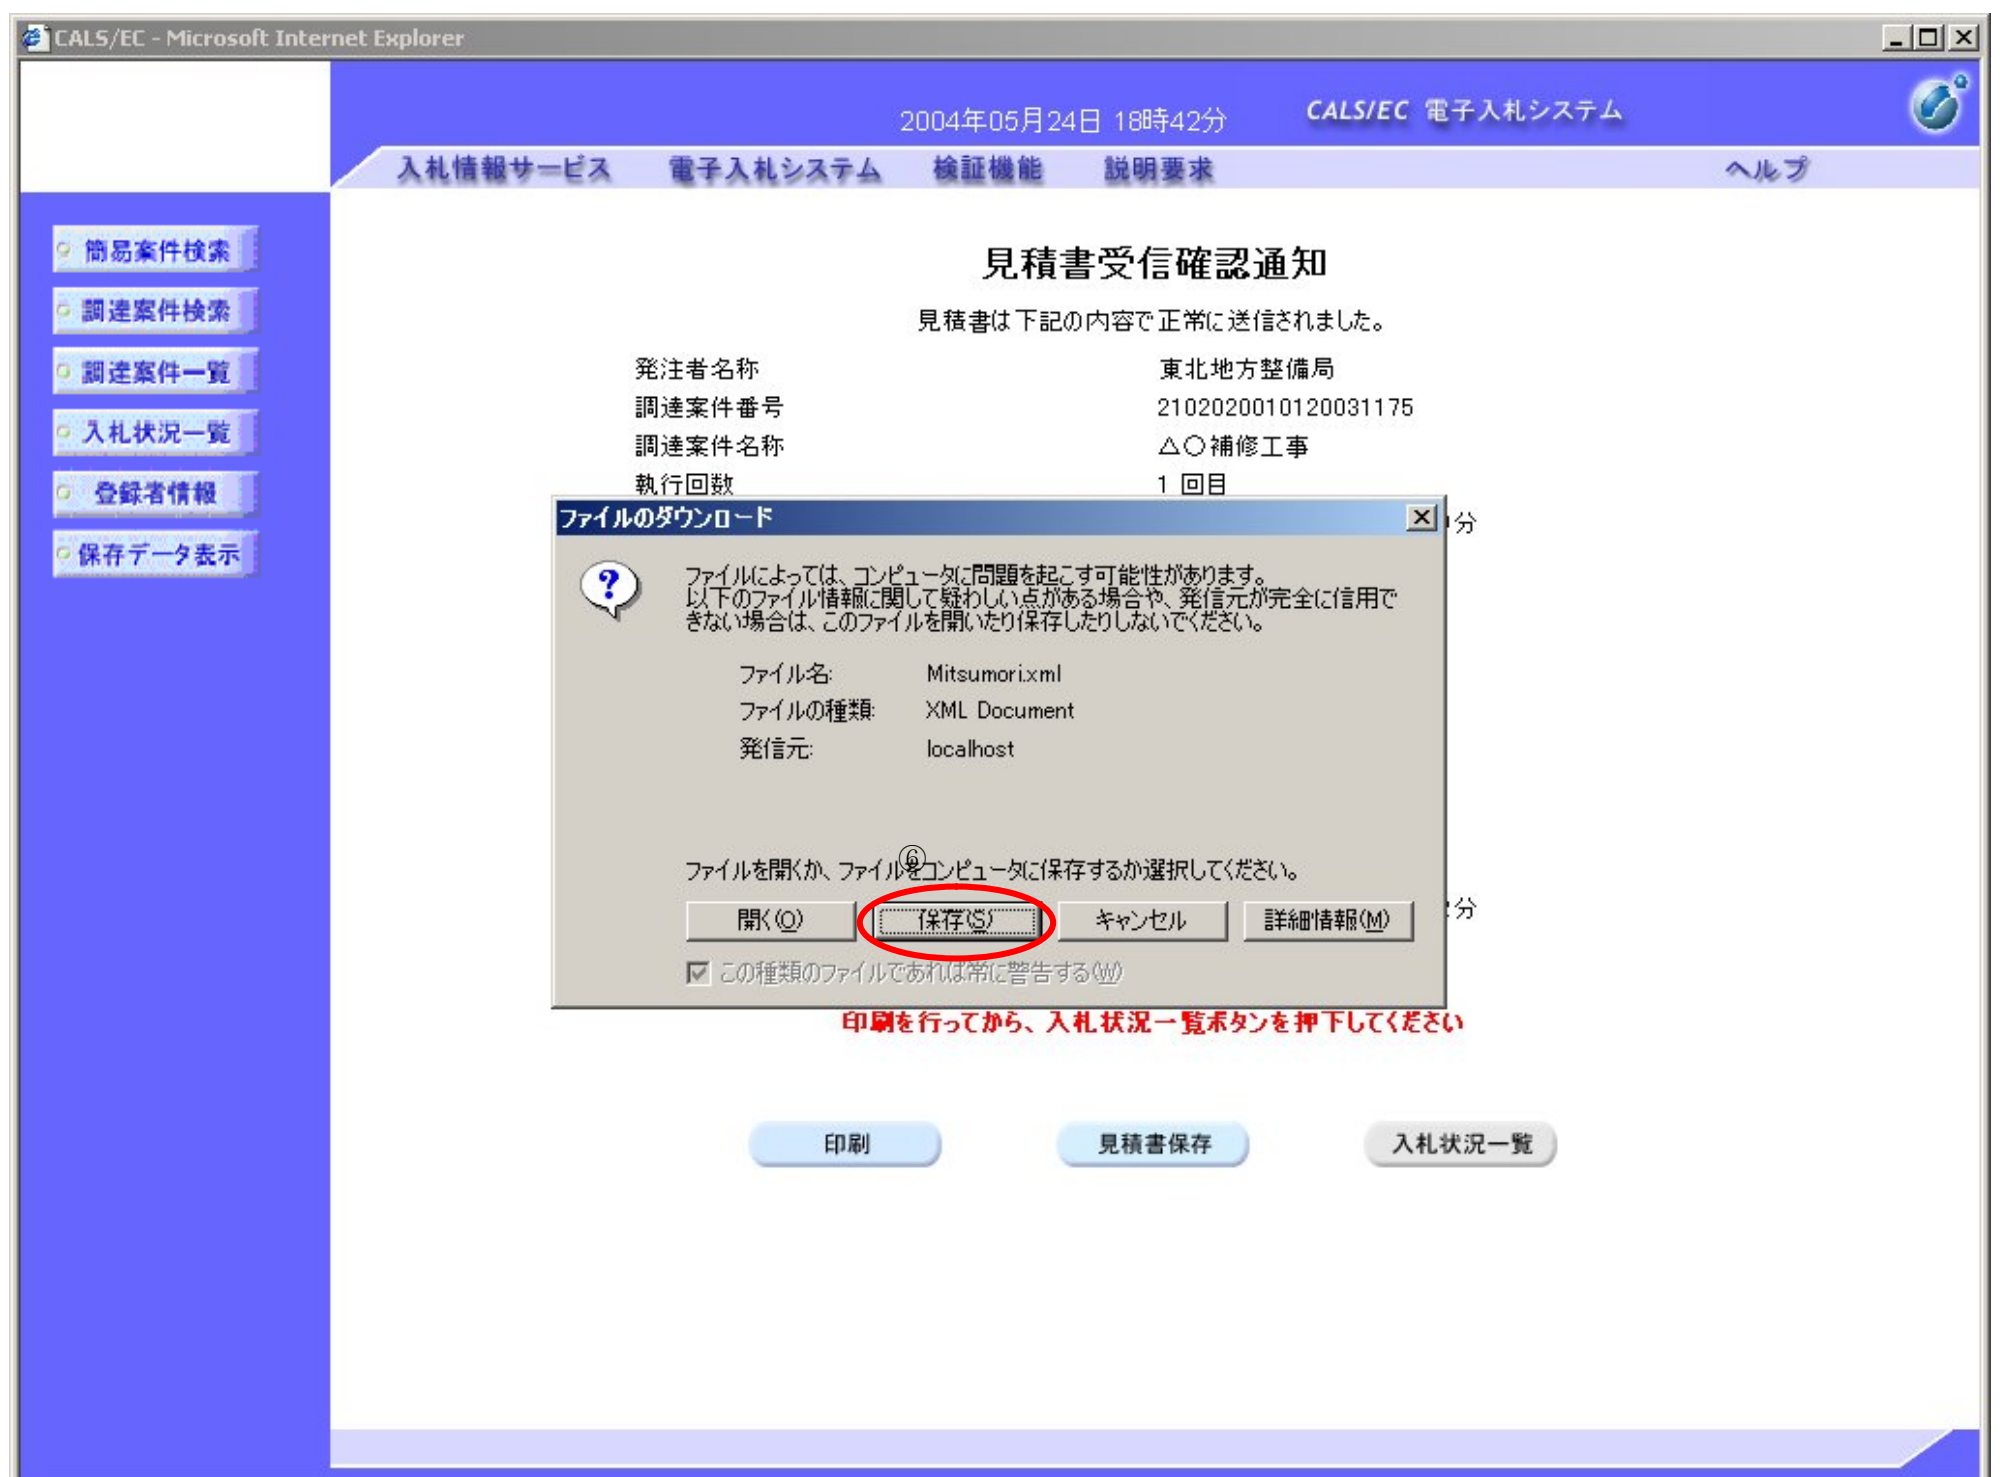 CALS/EC - Microsoft Internet Explorer
2004年05月24日 18時42分
CALS/EC 電子入札システム
入札情報サービス
電子入札システム
検証機能
説明要求
ヘルプ
簡易案件検索
調達案件検索
調達案件一覧
入札状況一覧
登録者情報
保存データ表示
見積書受信確認通知
見積書は下記の内容で正常に送信されました。
発注者名称 東北地方整備局
調達案件番号 2102020010120031175
調達案件名称 △○補修工事
執行回数 1 回目
分
ファイルのダウンロード
ファイルによっては、コンピュータに問題を起こす可能性があります。
以下のファイル情報に関して疑わしい点がある場合や、発信元が完全に信用で
きない場合は、このファイルを開いたり保存したりしないでください。
ファイル名: Mitsumori.xml
ファイルの種類: XML Document
発信元: localhost
⑥
ファイルを開くか、ファイルをコンピュータに保存するか選択してください。
開く(O) 保存(S) キャンセル 詳細情報(M)
分
この種類のファイルであれば常に警告する(W)
印刷を行ってから、入札状況一覧ボタンを押下してください
印刷 見積書保存 入札状況一覧